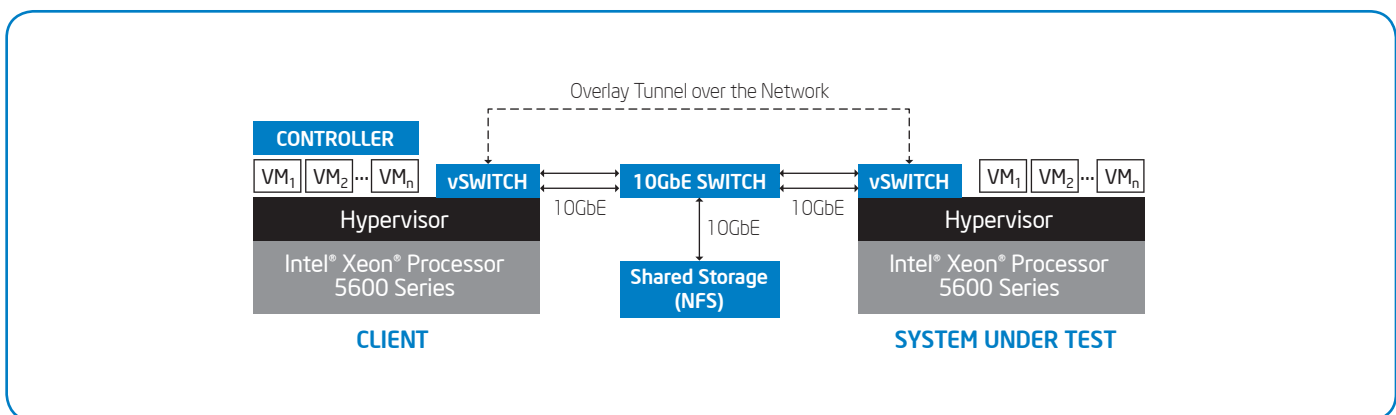 Overlay Tunnel over the Network
CONTROLLER
VM₁ VM₂ ... VMₙ
vSWITCH
10GbE SWITCH
vSWITCH
VM₁ VM₂ ... VMₙ
10GbE
10GbE
10GbE
Hypervisor
Hypervisor
Intel® Xeon® Processor
5600 Series
Shared Storage
(NFS)
Intel® Xeon® Processor
5600 Series
CLIENT
SYSTEM UNDER TEST